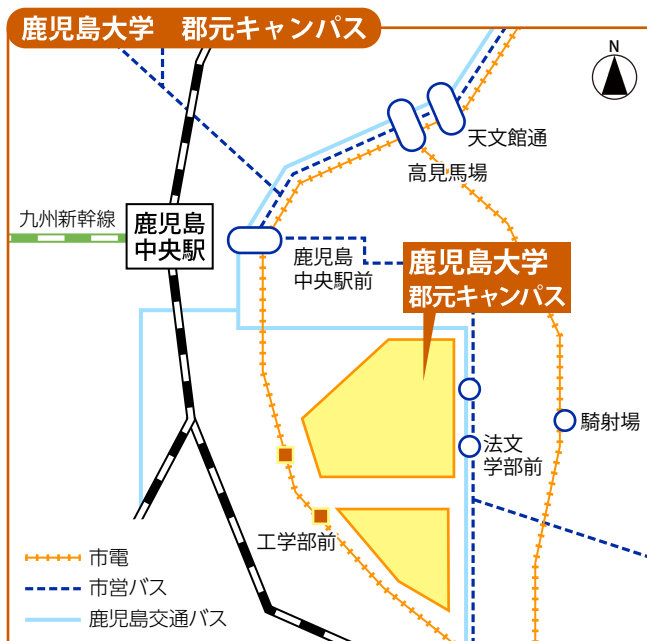 鹿児島大学　郡元キャンパス
N
天文館通
高見馬場
九州新幹線
鹿児島
中央駅
鹿児島
中央駅前
鹿児島大学
郡元キャンパス
騎射場
法文
学部前
工学部前
市電
市営バス
鹿児島交通バス